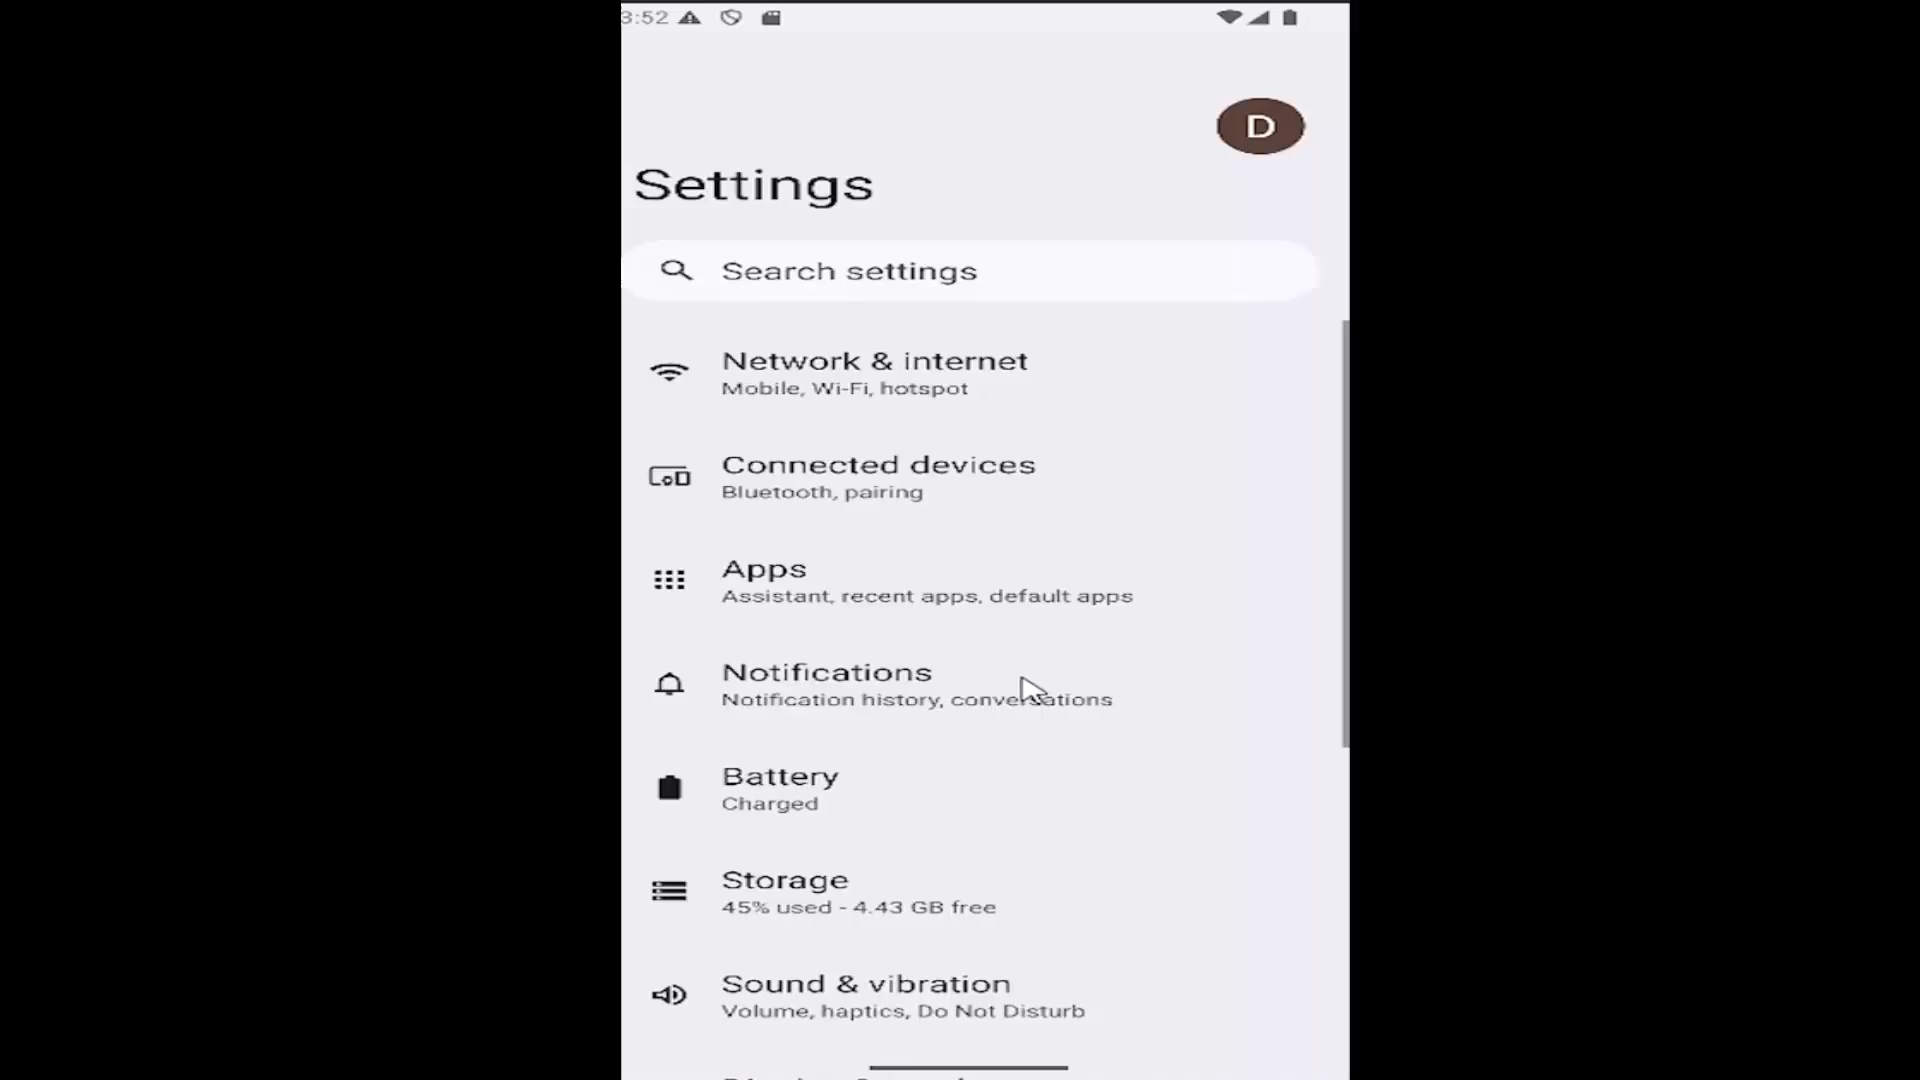 3:52
D
Settings
Search settings
Network & internet
Mobile, Wi-Fi, hotspot
Connected devices
Bluetooth, pairing
Apps
Assistant, recent apps, default apps
Notifications
Notification history, conversations
Battery
Charged
Storage
45% used - 4.43 GB free
Sound & vibration
Volume, haptics, Do Not Disturb